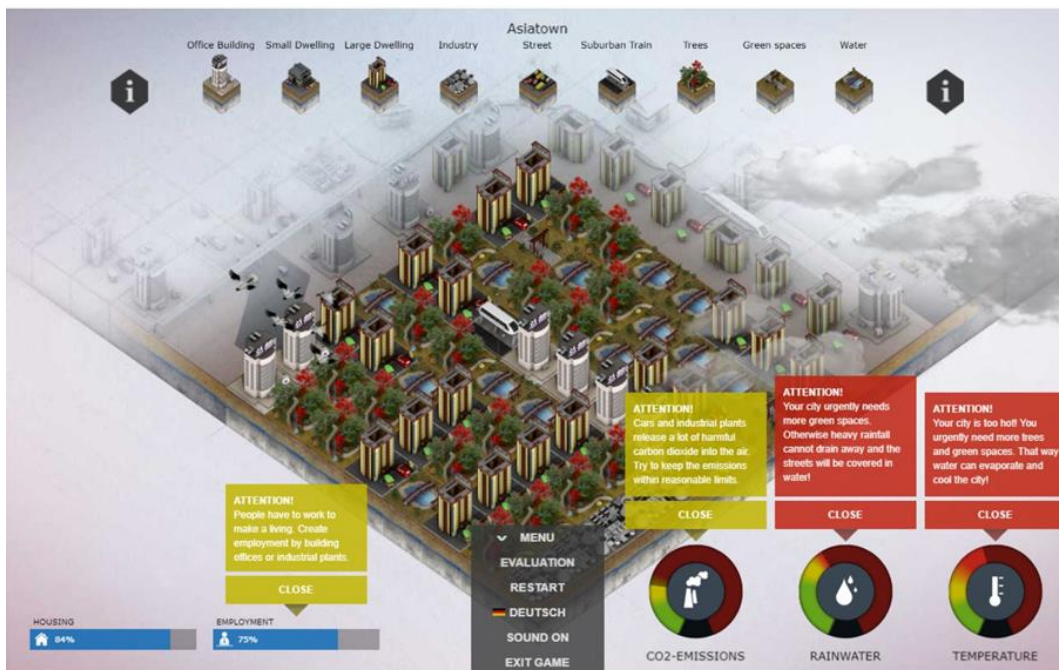 Asiatown
Office Building
Small Dwelling
Large Dwelling
Industry
Street
Suburban Train
Trees
Green spaces
Water
i
i
ATTENTION!
Your city urgently needs
more green spaces.
Otherwise heavy rainfall
cannot drain away and the
streets will be covered in
water!
CLOSE
ATTENTION!
Your city is too hot! You
urgently need more trees
and green spaces. That way
water can evaporate and
cool the city!
CLOSE
ATTENTION!
Cars and industrial plants
release a lot of harmful
carbon dioxide into the air.
Try to keep the emissions
within reasonable limits.
CLOSE
ATTENTION!
People have to work to
make a living. Create
employment by building
offices or industrial plants.
CLOSE
MENU
EVALUATION
RESTART
DEUTSCH
SOUND ON
EXIT GAME
HOUSING
84%
EMPLOYMENT
75%
CO2-EMISSIONS
RAINWATER
TEMPERATURE